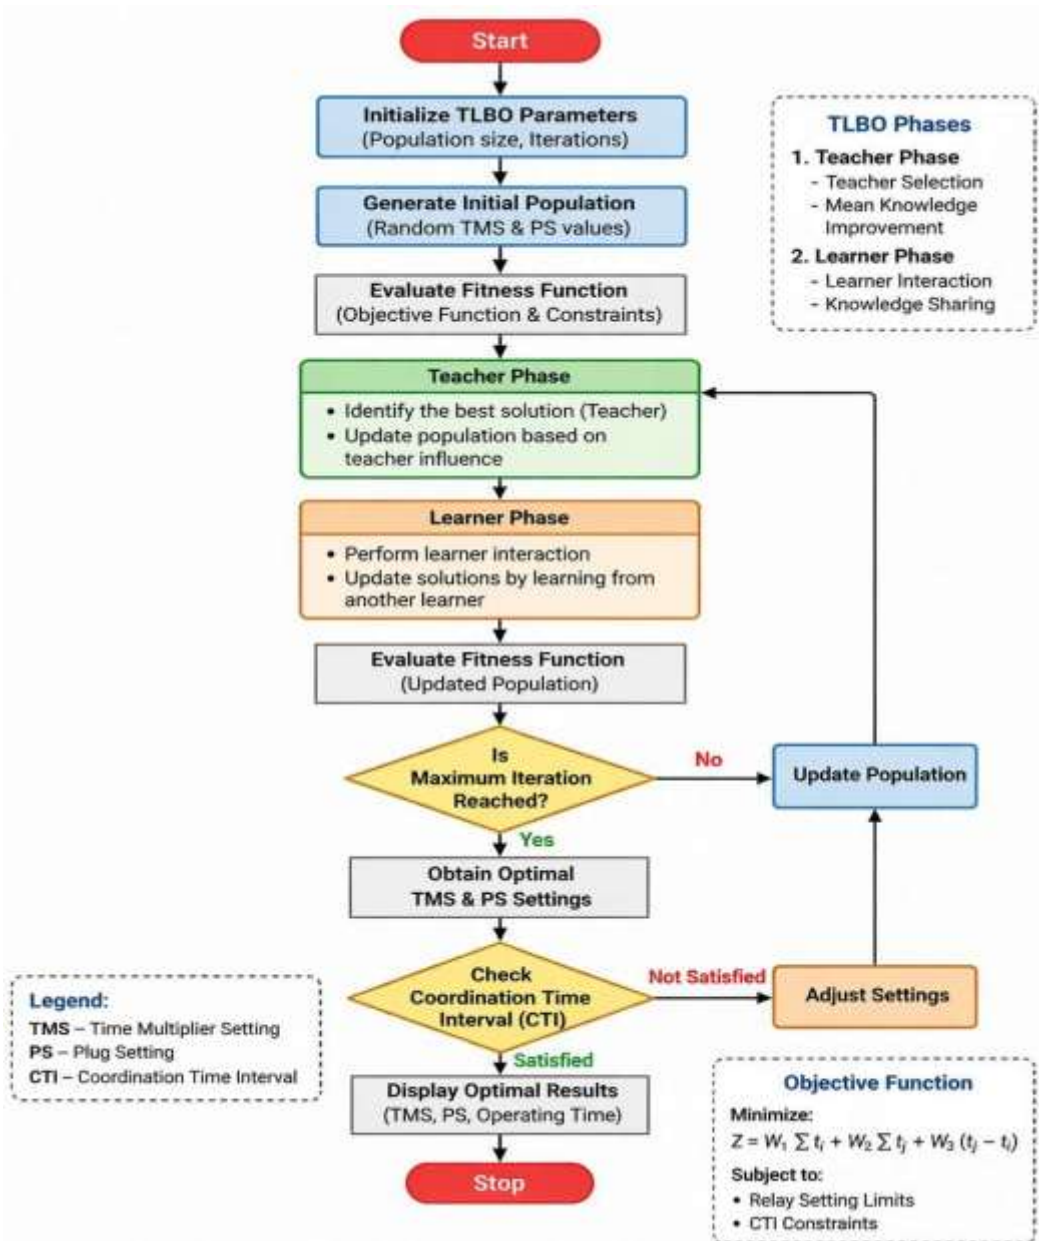 Start
Initialize TLBO Parameters
(Population size, Iterations)
Generate Initial Population
(Random TMS & PS values)
Evaluate Fitness Function
(Objective Function & Constraints)
Teacher Phase
• Identify the best solution (Teacher)
• Update population based on
teacher influence
Learner Phase
• Perform learner interaction
• Update solutions by learning from
another learner
Evaluate Fitness Function
(Updated Population)
Is
Maximum Iteration
Reached?
No
Update Population
Yes
Obtain Optimal
TMS & PS Settings
Check
Coordination Time
Interval (CTI)
Not Satisfied
Adjust Settings
Satisfied
Display Optimal Results
(TMS, PS, Operating Time)
Stop
TLBO Phases
1. Teacher Phase
- Teacher Selection
- Mean Knowledge
Improvement
2. Learner Phase
- Learner Interaction
- Knowledge Sharing
Legend:
TMS – Time Multiplier Setting
PS – Plug Setting
CTI – Coordination Time Interval
Objective Function
Minimize:
Z = W₁ ∑ tᵢ + W₂ ∑ tⱼ + W₃ (tⱼ − tᵢ)
Subject to:
• Relay Setting Limits
• CTI Constraints